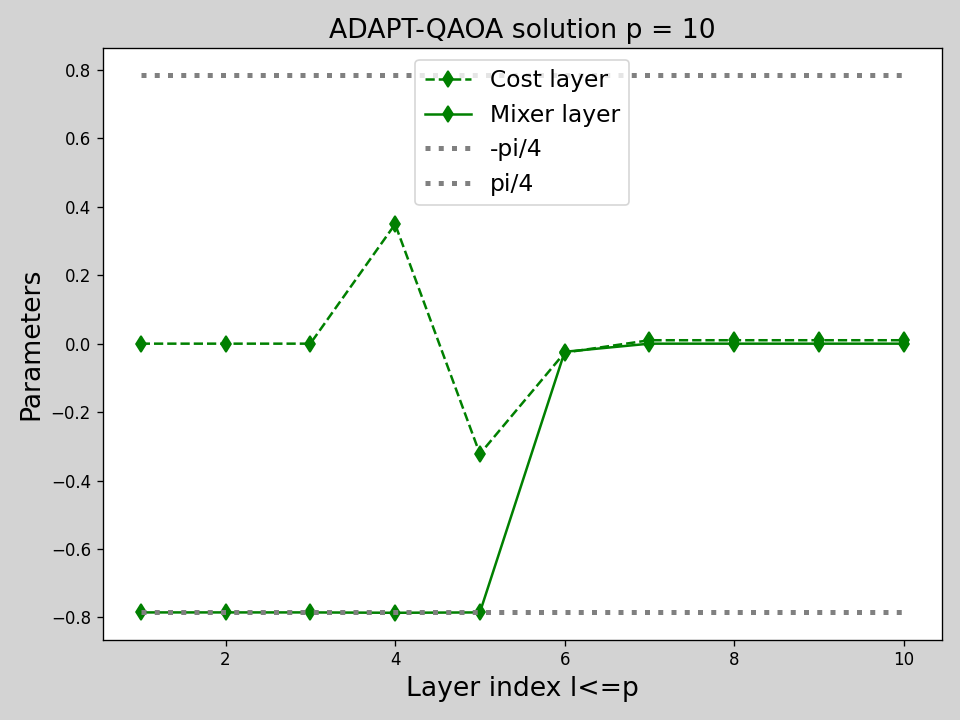 ADAPT-QAOA solution p = 10
Parameters
0.8
0.6
0.4
0.2
0.0
−0.2
−0.4
−0.6
−0.8
Cost layer
Mixer layer
-pi/4
pi/4
2
4
6
8
10
Layer index l<=p